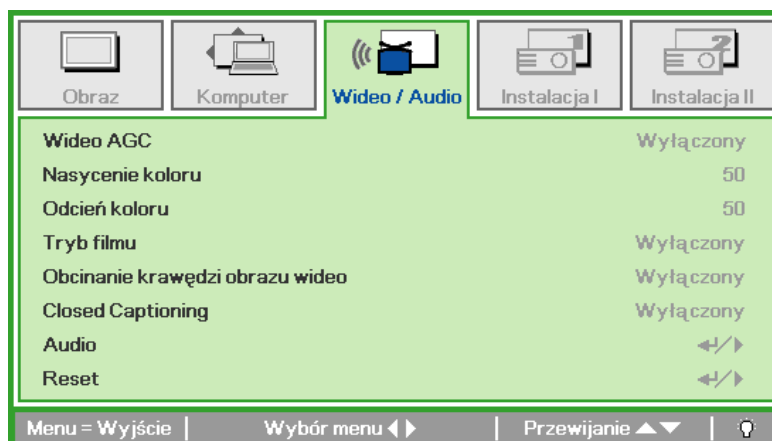 Obraz Komputer Wideo / Audio Instalacja I Instalacja II
Wideo AGC Wyłączony
Nasycenie koloru 50
Odcień koloru 50
Tryb filmu Wyłączony
Obcinanie krawędzi obrazu wideo Wyłączony
Closed Captioning Wyłączony
Audio
Reset
Menu = Wyjście | Wybór menu | Przewijanie |